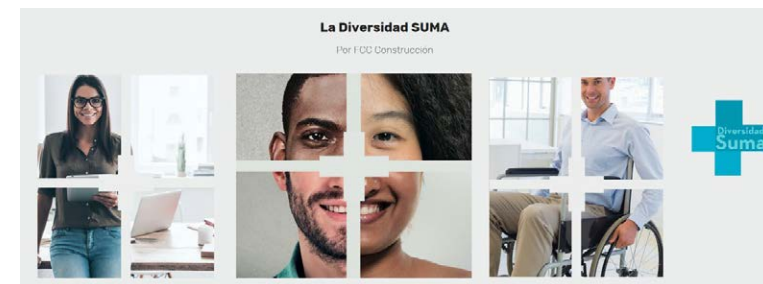 La Diversidad SUMA
Por FCC Construcción
Diversidad
Suma